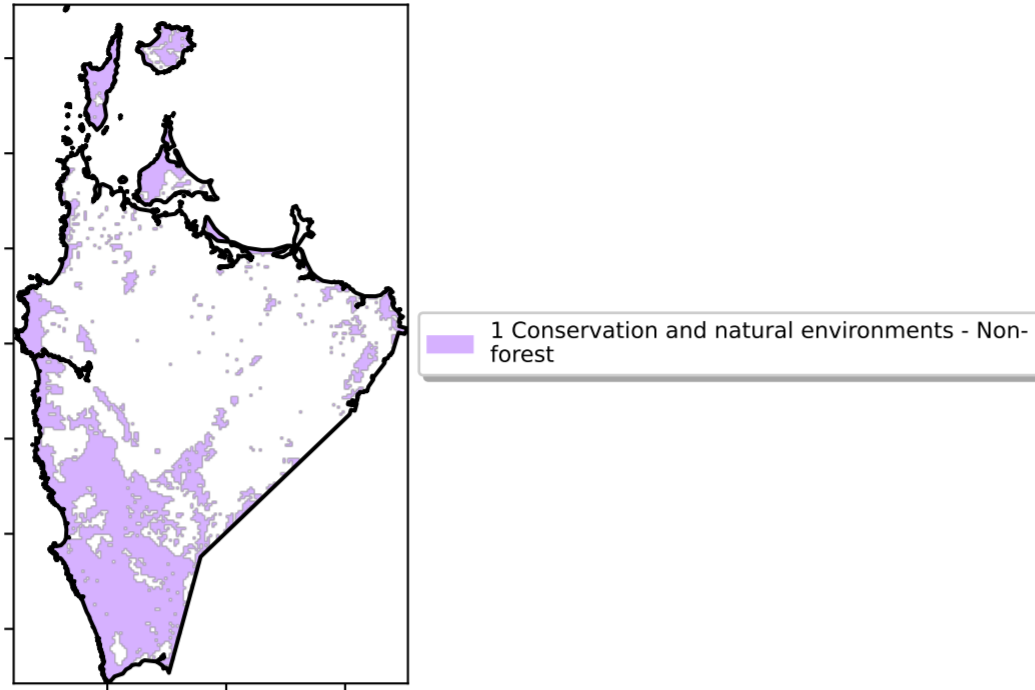 1 Conservation and natural environments - Non-
forest